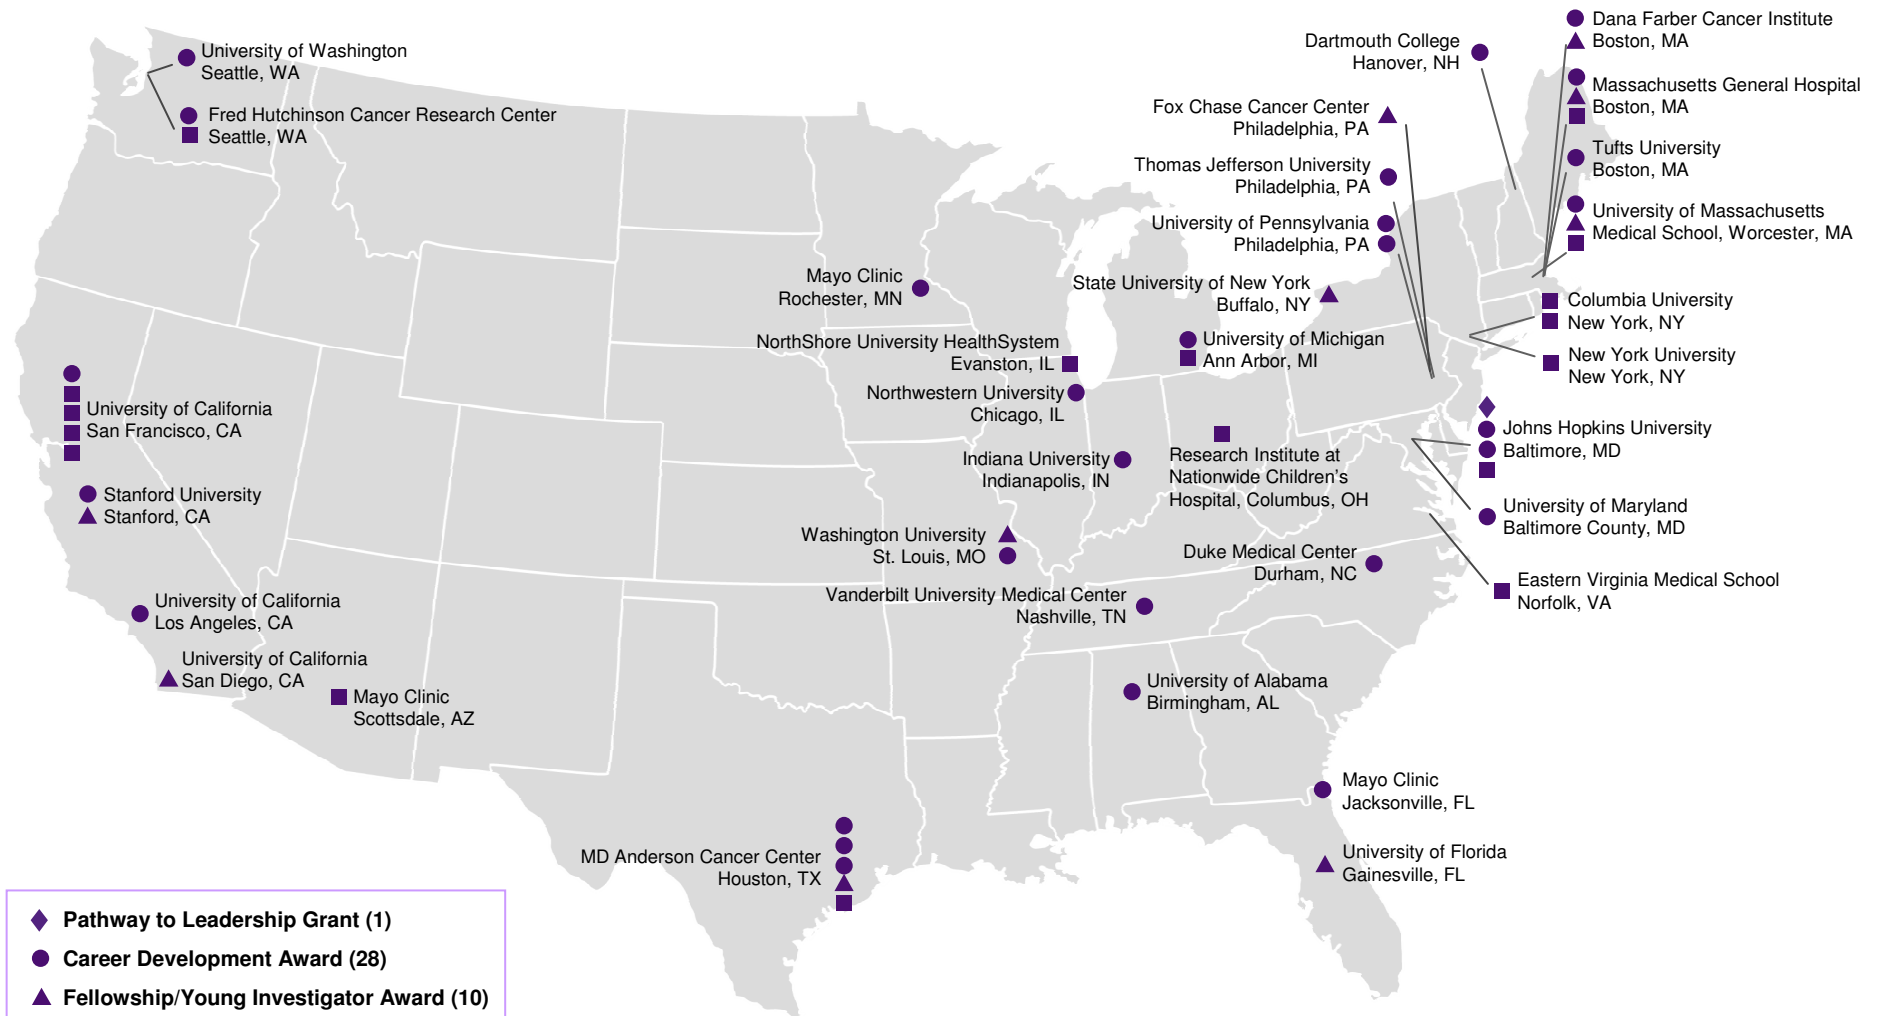 University of Washington
Seattle, WA
Fred Hutchinson Cancer Research Center
Seattle, WA
University of California
San Francisco, CA
Stanford University
Stanford, CA
University of California
Los Angeles, CA
University of California
San Diego, CA
Mayo Clinic
Scottsdale, AZ
Mayo Clinic
Rochester, MN
NorthShore University HealthSystem
Evanston, IL
Northwestern University
Chicago, IL
Indiana University
Indianapolis, IN
Washington University
St. Louis, MO
Vanderbilt University Medical Center
Nashville, TN
MD Anderson Cancer Center
Houston, TX
Dartmouth College
Hanover, NH
Fox Chase Cancer Center
Philadelphia, PA
Thomas Jefferson University
Philadelphia, PA
University of Pennsylvania
Philadelphia, PA
State University of New York
Buffalo, NY
University of Michigan
Ann Arbor, MI
Research Institute at
Nationwide Children's
Hospital, Columbus, OH
Duke Medical Center
Durham, NC
University of Alabama
Birmingham, AL
Mayo Clinic
Jacksonville, FL
University of Florida
Gainesville, FL
Dana Farber Cancer Institute
Boston, MA
Massachusetts General Hospital
Boston, MA
Tufts University
Boston, MA
University of Massachusetts
Medical School, Worcester, MA
Columbia University
New York, NY
New York University
New York, NY
Johns Hopkins University
Baltimore, MD
University of Maryland
Baltimore County, MD
Eastern Virginia Medical School
Norfolk, VA
Pathway to Leadership Grant (1)
Career Development Award (28)
Fellowship/Young Investigator Award (10)